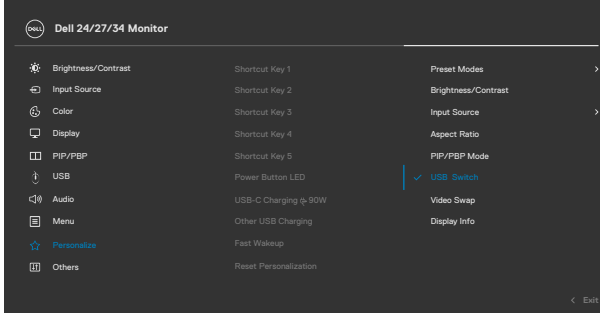 DELL Dell 24/27/34 Monitor
Brightness/Contrast
Input Source
Color
Display
PIP/PBP
USB
Audio
Menu
Personalize
Others
Shortcut Key 1
Shortcut Key 2
Shortcut Key 3
Shortcut Key 4
Shortcut Key 5
Power Button LED
USB-C Charging 90W
Other USB Charging
Fast Wakeup
Reset Personalization
Preset Modes
Brightness/Contrast
Input Source
Aspect Ratio
PIP/PBP Mode
USB Switch
Video Swap
Display Info
Exit